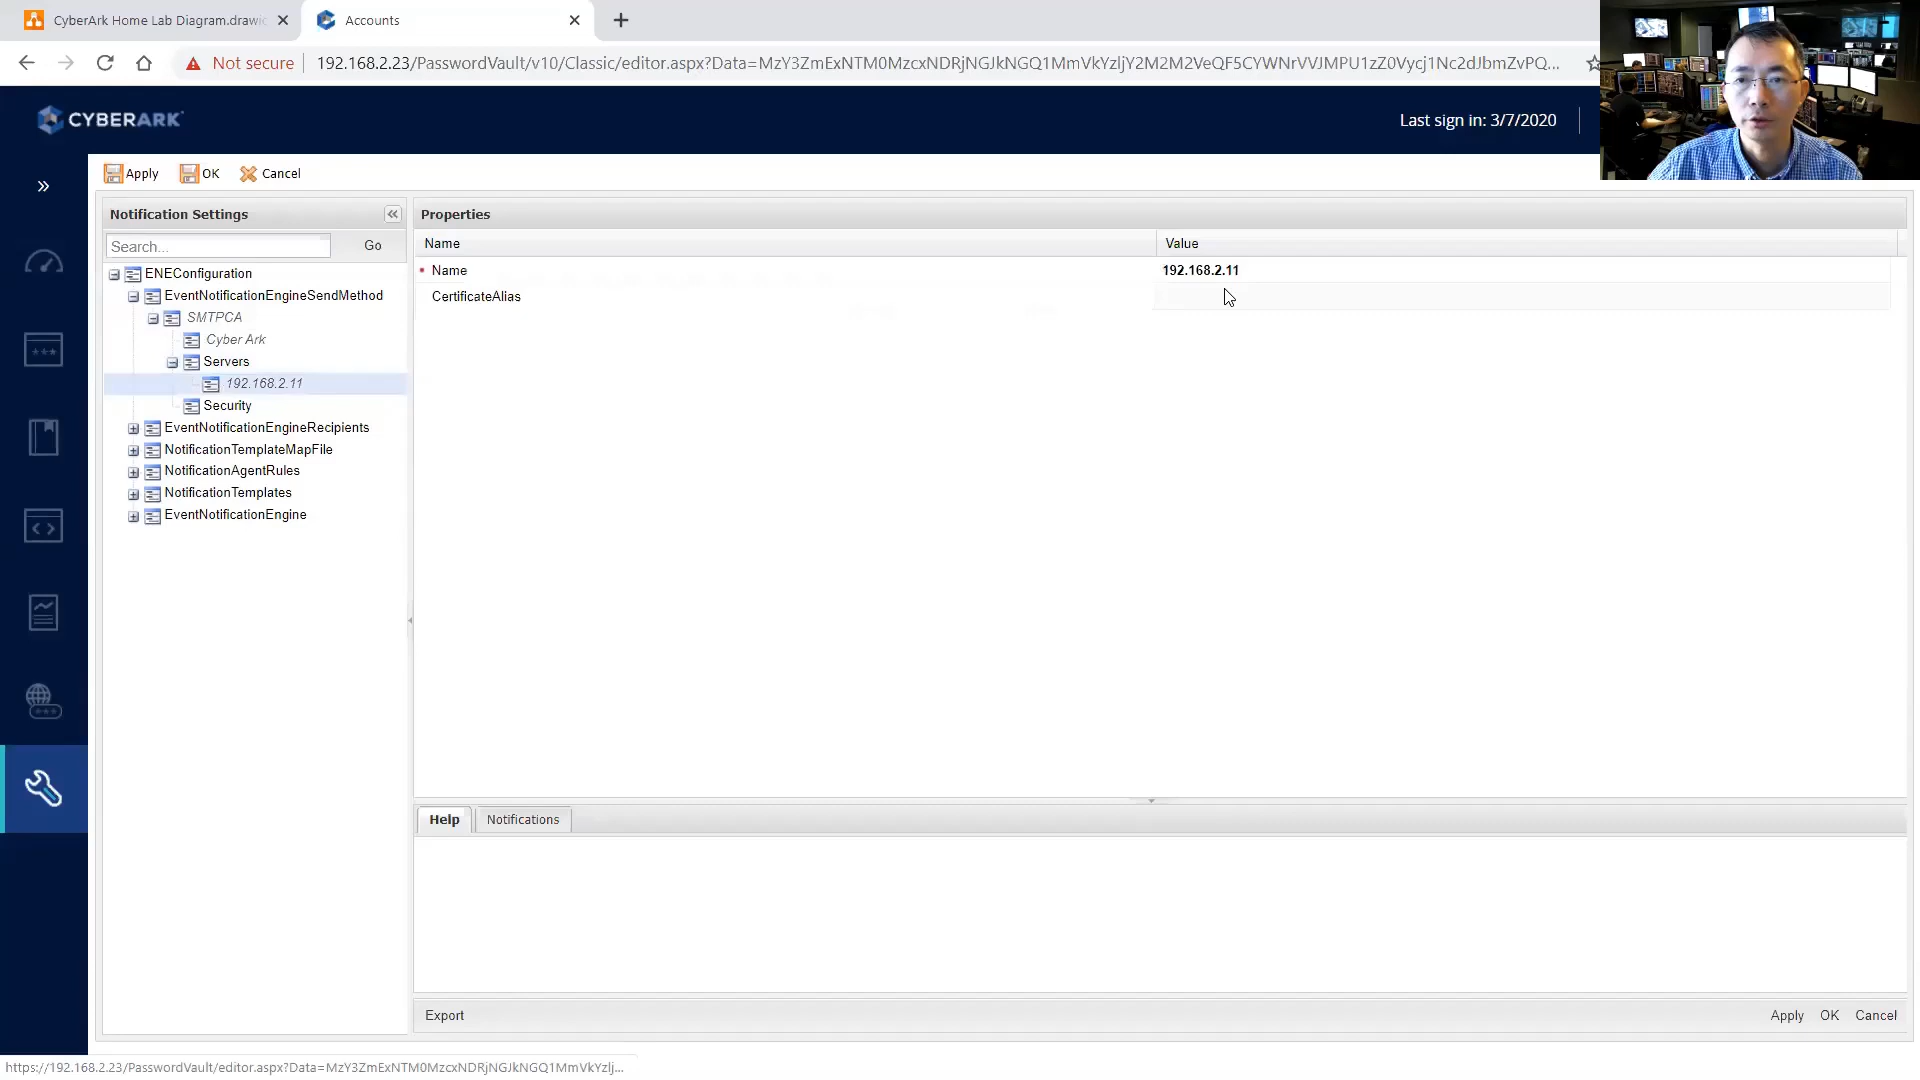 CyberArk Home Lab Diagram.drawi
Accounts
Not secure
192.168.2.23/PasswordVault/v10/Classic/editor.aspx?Data=MzY3ZmExNTM0MzcxNDRjNGJkNGQ1MmVkYzljY2M2M2VeQF5CYWNrVVJMPU1zZ0Vycj1Nc2dJbmZvPQ...
CYBERARK
Last sign in: 3/7/2020
Apply
OK
Cancel
Notification Settings
Search...
Go
ENEConfiguration
EventNotificationEngineSendMethod
SMTPCA
Cyber Ark
Servers
192.168.2.11
Security
EventNotificationEngineRecipients
NotificationTemplateMapFile
NotificationAgentRules
NotificationTemplates
EventNotificationEngine
Properties
Name
Value
Name
192.168.2.11
CertificateAlias
Help
Notifications
Export
Apply
OK
Cancel
https://192.168.2.23/PasswordVault/editor.aspx?Data=MzY3ZmExNTM0MzcxNDRjNGJkNGQ1MmVkYzlj...